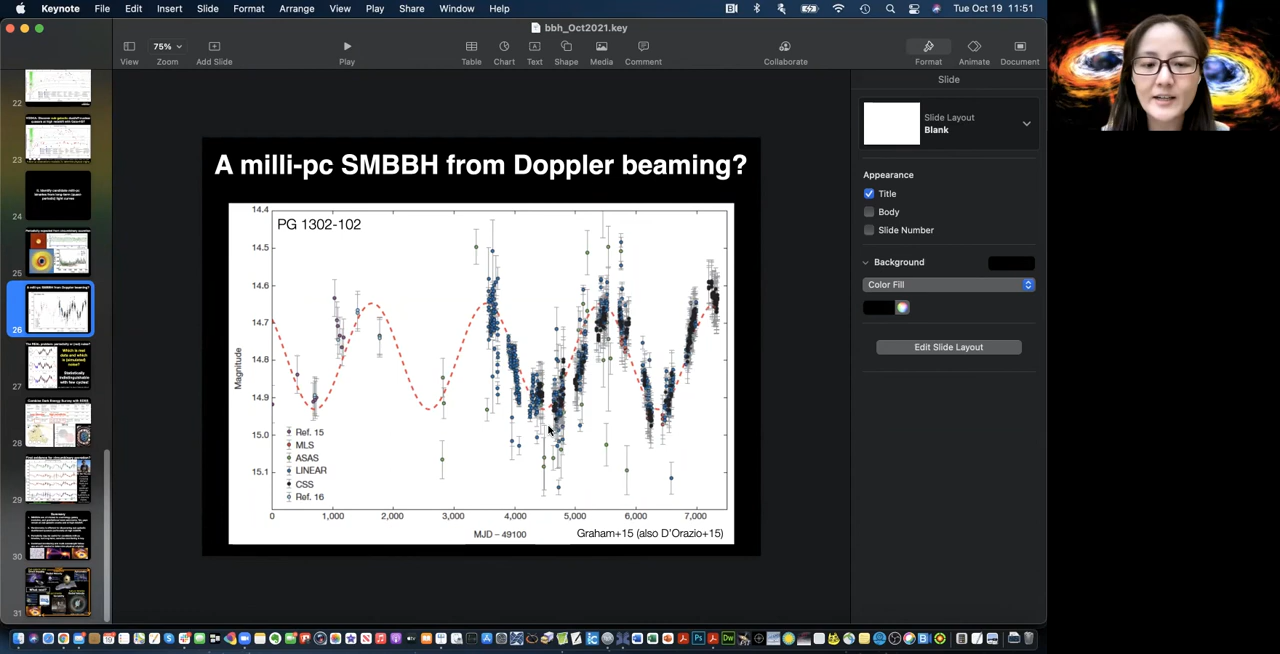 Keynote File Edit Insert Slide Format Arrange View Play Share Window Help
Tue Oct 19 11:51
bbh_Oct2021.key
75%
View Zoom Add Slide
Play
Table Chart Text Shape Media Comment
Collaborate
Format Animate Document
22
23
24
25
26
27
28
29
30
31
Summary
A milli-pc SMBBH from Doppler beaming?
PG 1302-102
14.4
14.5
14.6
14.7
14.8
14.9
15.0
15.1
Magnitude
Ref. 15
MLS
ASAS
LINEAR
CSS
Ref. 16
0 1,000 2,000 3,000 4,000 5,000 6,000 7,000
MJD – 49100
Graham+15 (also D'Orazio+15)
Slide
Slide Layout
Blank
Appearance
Title
Body
Slide Number
Background
Color Fill
Edit Slide Layout